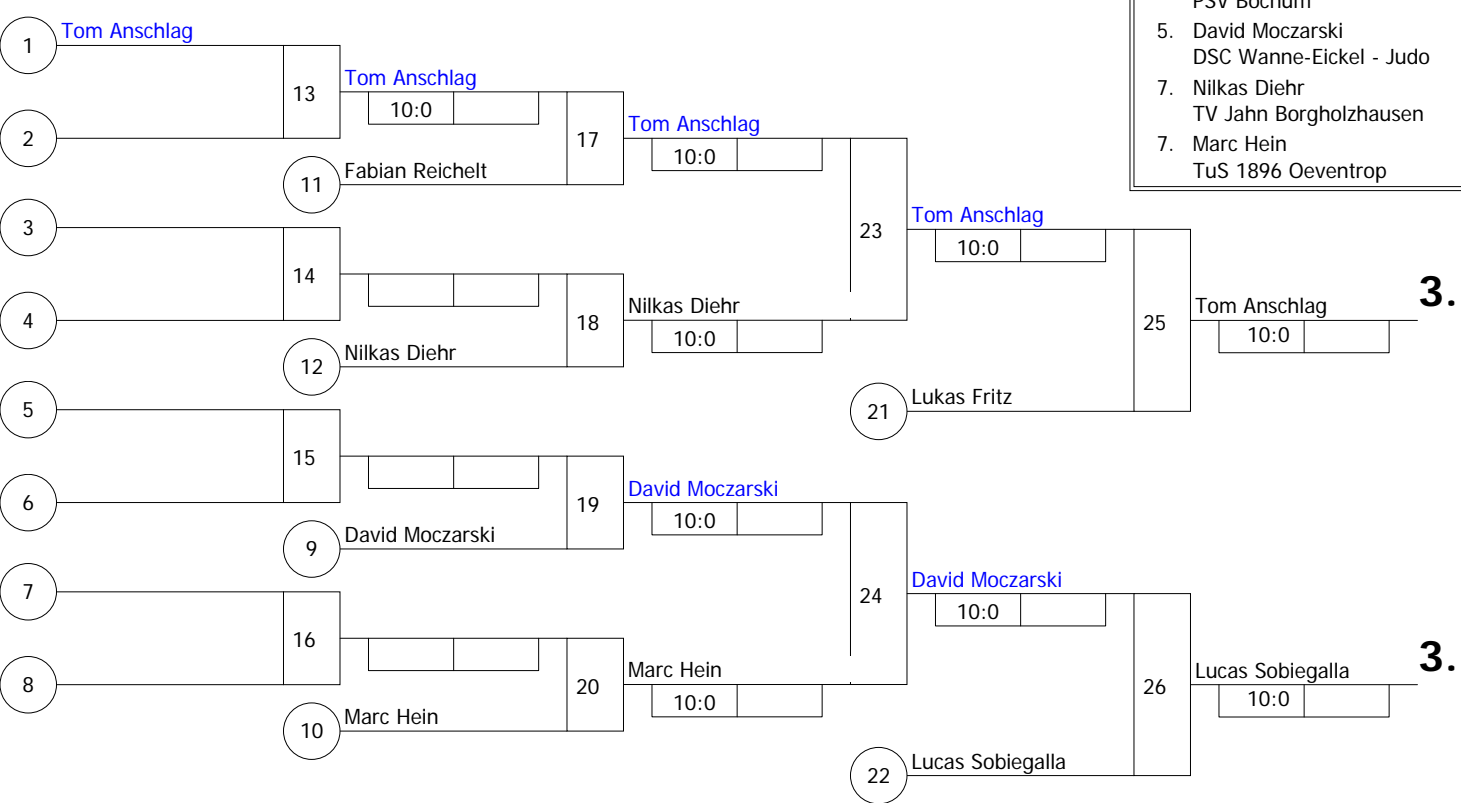 PSV Bochum
5. David Moczarski
DSC Wanne-Eickel - Judo
7. Nilkas Diehr
TV Jahn Borgholzhausen
7. Marc Hein
TuS 1896 Oeventrop
1 Tom Anschlag
13 Tom Anschlag
10:0
2
17 Tom Anschlag
10:0
11 Fabian Reichelt
3
23 Tom Anschlag
10:0
14
4
18 Nilkas Diehr
10:0
12 Nilkas Diehr
25 Tom Anschlag 3.
10:0
21 Lukas Fritz
5
15
6
19 David Moczarski
10:0
9 David Moczarski
7
24 David Moczarski
10:0
16
8
20 Marc Hein
10:0
10 Marc Hein
26 Lucas Sobiegalla 3.
10:0
22 Lucas Sobiegalla